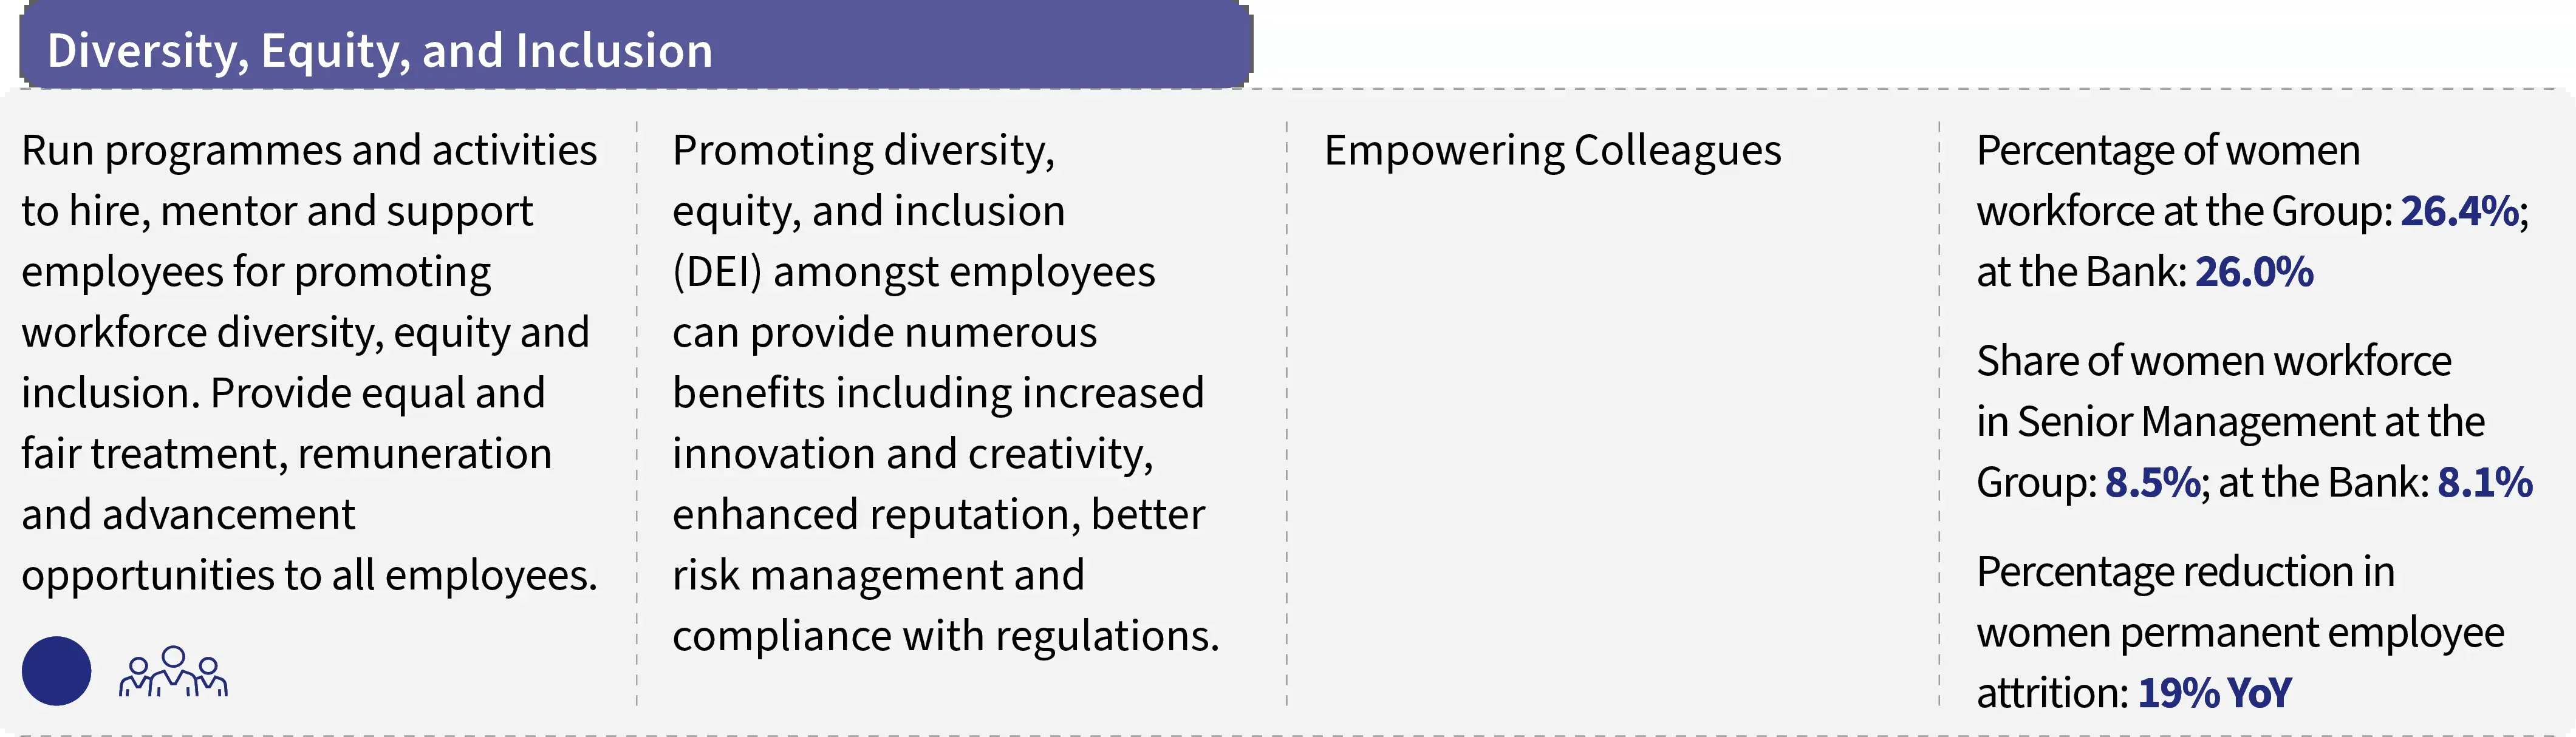 Diversity, Equity, and Inclusion
Run programmes and activities
to hire, mentor and support
employees for promoting
workforce diversity, equity and
inclusion. Provide equal and
fair treatment, remuneration
and advancement
opportunities to all employees.
Promoting diversity,
equity, and inclusion
(DEI) amongst employees
can provide numerous
benefits including increased
innovation and creativity,
enhanced reputation, better
risk management and
compliance with regulations.
Empowering Colleagues
Percentage of women
workforce at the Group: 26.4%;
at the Bank: 26.0%
Share of women workforce
in Senior Management at the
Group: 8.5%; at the Bank: 8.1%
Percentage reduction in
women permanent employee
attrition: 19% YoY